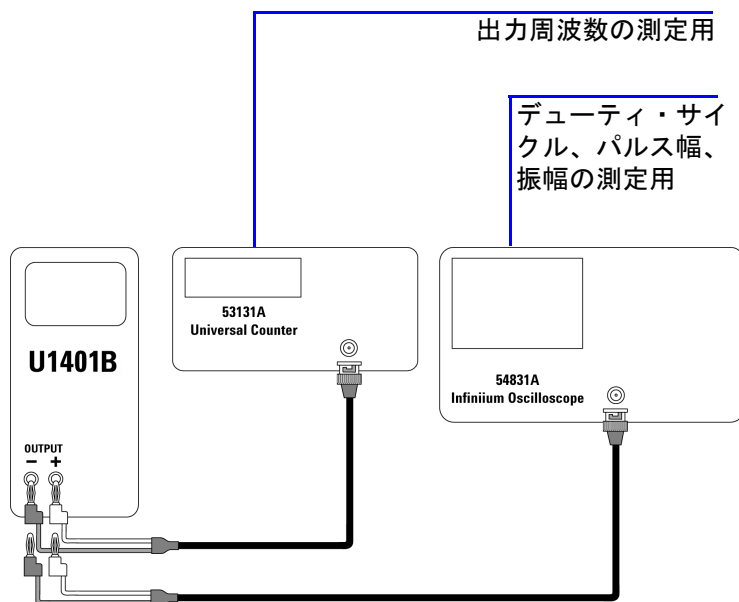 出力周波数の測定用
デューティ・サイ
クル、パルス幅、
振幅の測定用
53131A
Universal Counter
U1401B
54831A
Infiniium Oscilloscope
OUTPUT
− +